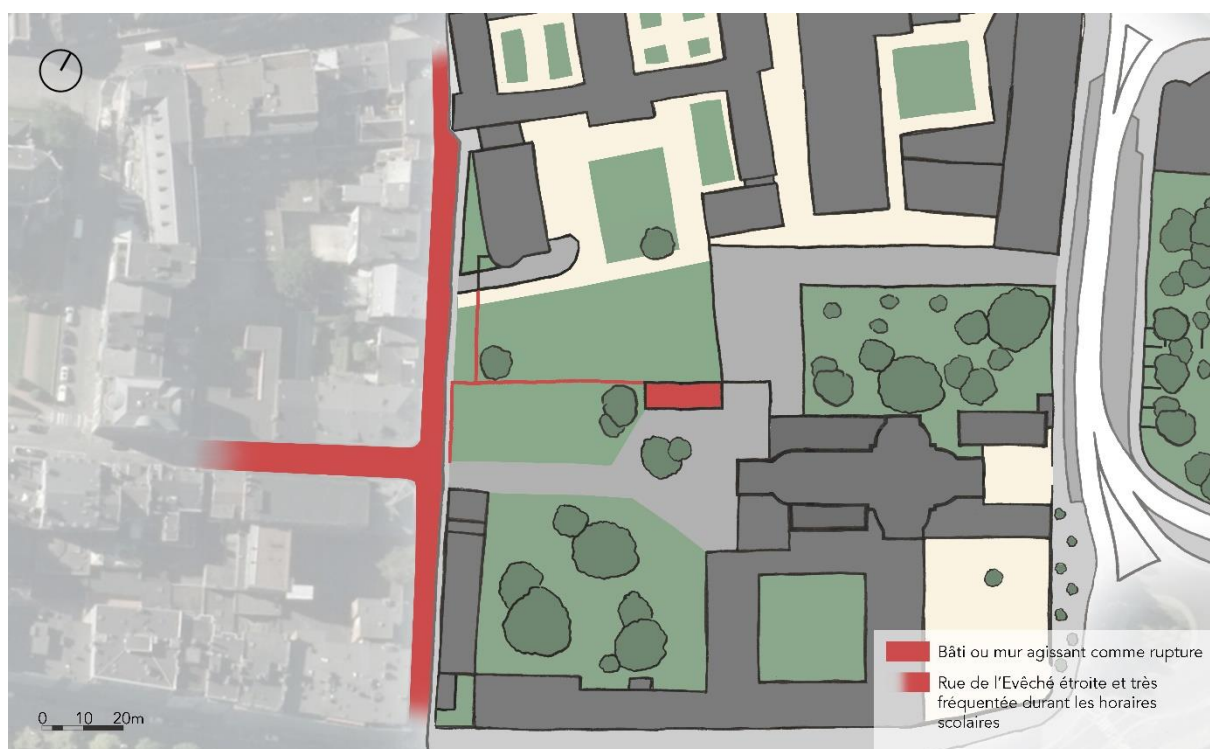 Bâti ou mur agissant comme rupture
Rue de l'Evêché étroite et très
fréquentée durant les horaires
scolaires
0 10 20m